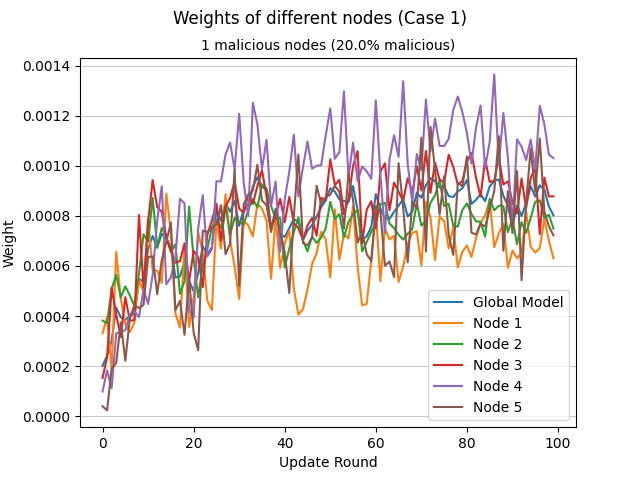 Weights of different nodes (Case 1)
1 malicious nodes (20.0% malicious)
Weight
0.0014
0.0012
0.0010
0.0008
0.0006
0.0004
0.0002
0.0000
0
20
40
60
80
100
Update Round
Global Model
Node 1
Node 2
Node 3
Node 4
Node 5